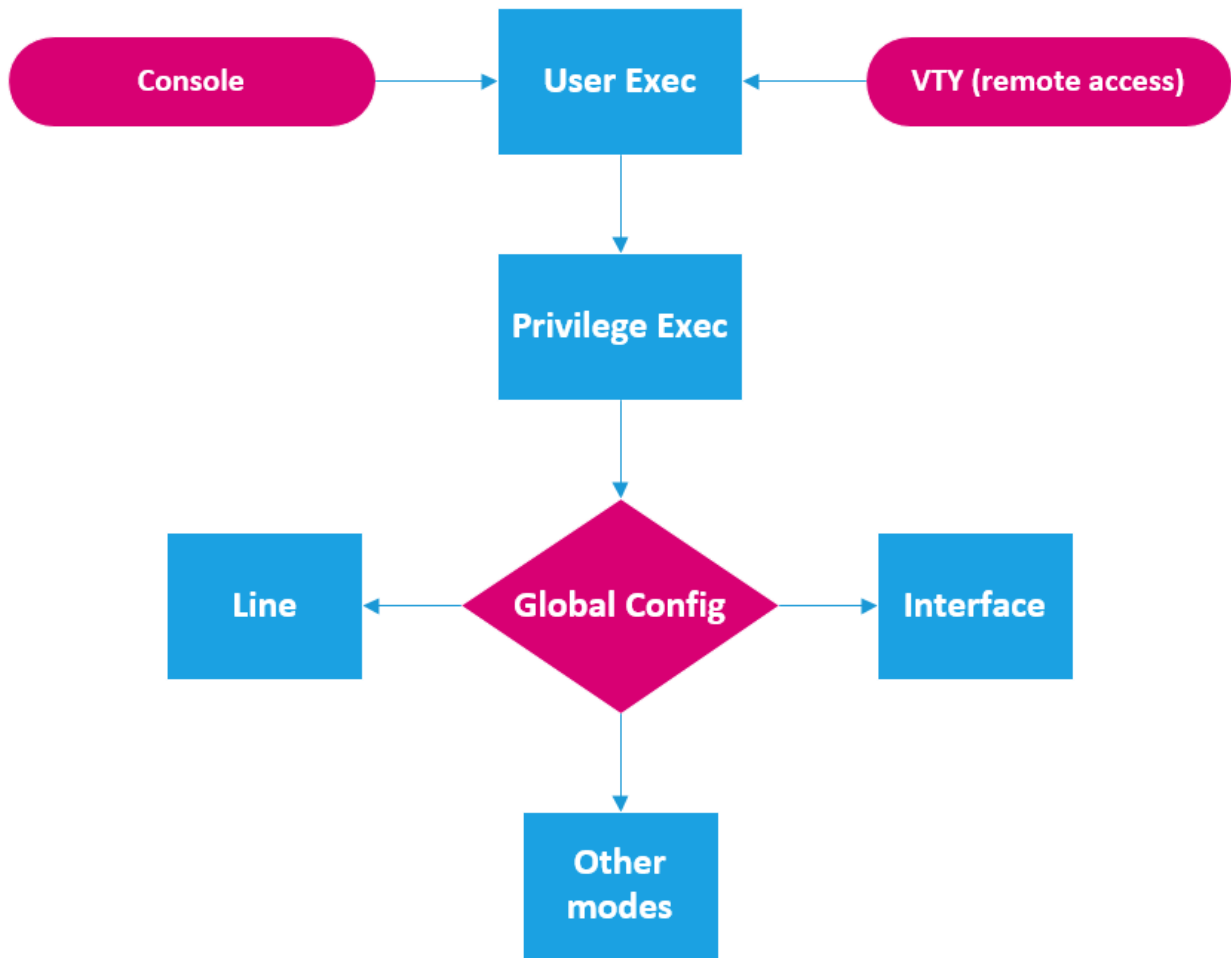 Console
User Exec
VTY (remote access)
Privilege Exec
Line
Global Config
Interface
Other
modes